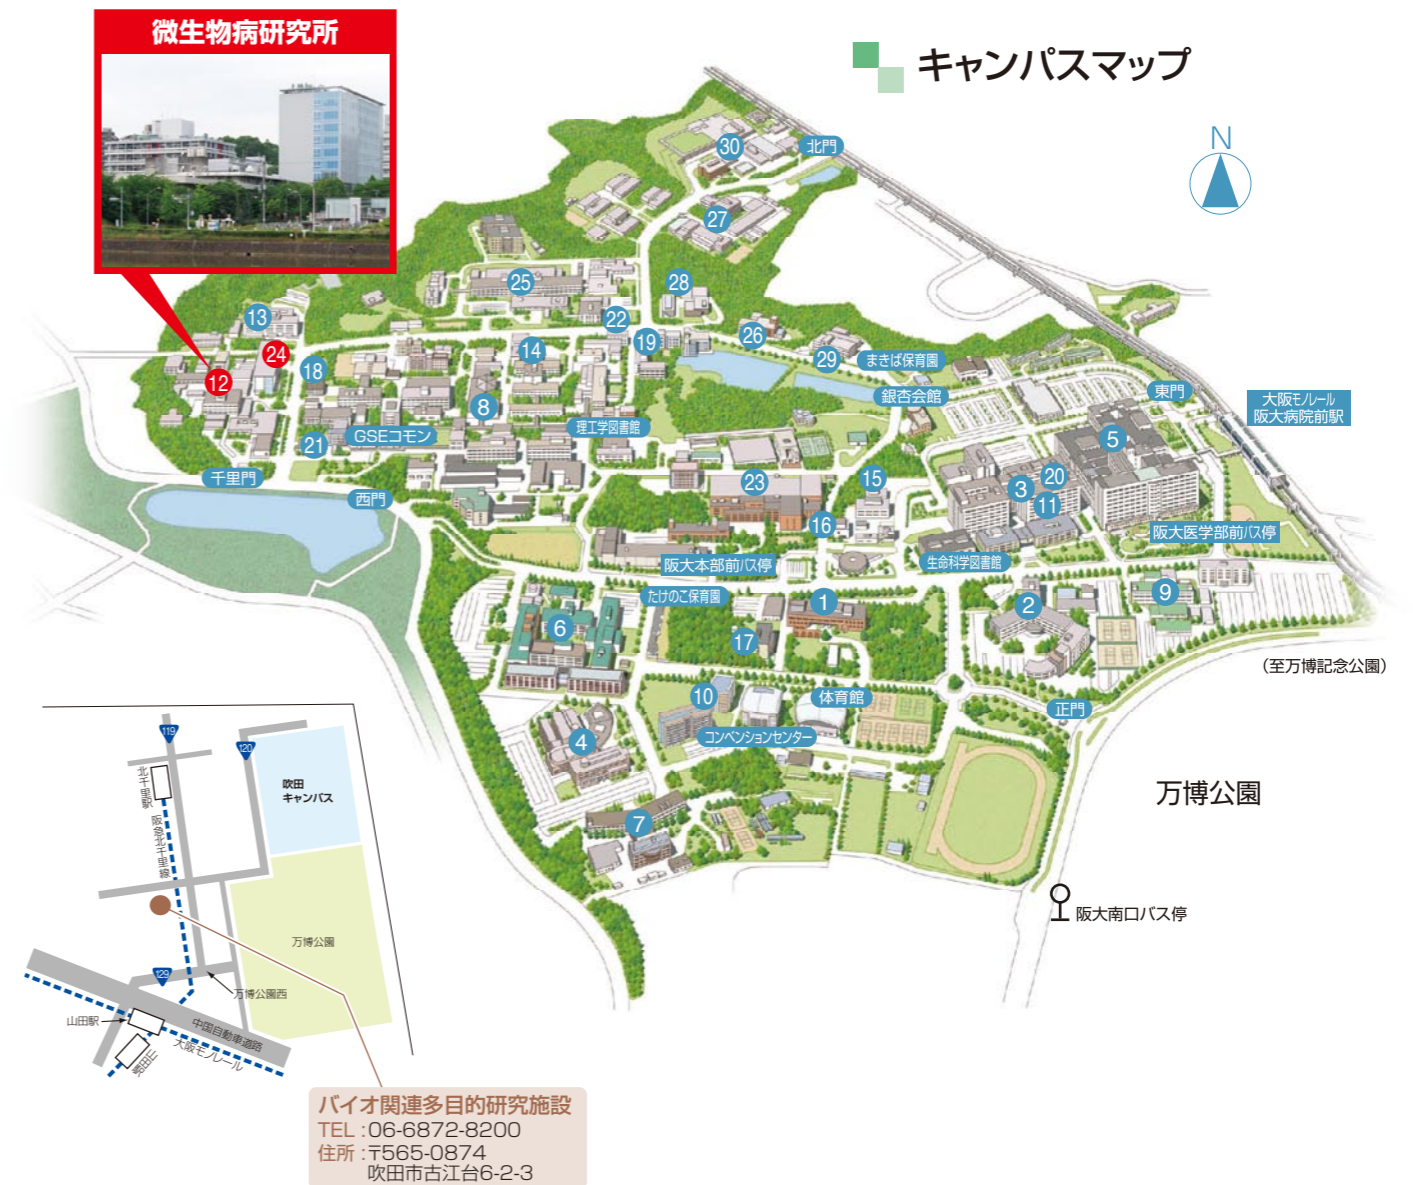 微生物病研究所
キャンパスマップ
N
30
北門
27
25
28
13
22
19
26
14
29
まきば保育園
24
18
12
8
銀杏会館
東門
大阪モノレール
阪大病院前駅
21
GSEコモン
理工学図書館
5
千里門
西門
23
15
20
3
11
16
阪大医学部前バス停
阪大本部前バス停
生命科学図書館
たけのこ保育園
1
2
9
6
17
(至万博記念公園)
10
体育館
正門
コンベンションセンター
4
7
万博公園
阪大南口バス停
119
120
北千里駅
阪急北千里線
吹田
キャンパス
万博公園
129
万博公園西
山田駅
中国自動車道路
大阪モノレール
山田駅
バイオ関連多目的研究施設
TEL:06-6872-8200
住所:〒565-0874
吹田市古江台6-2-3